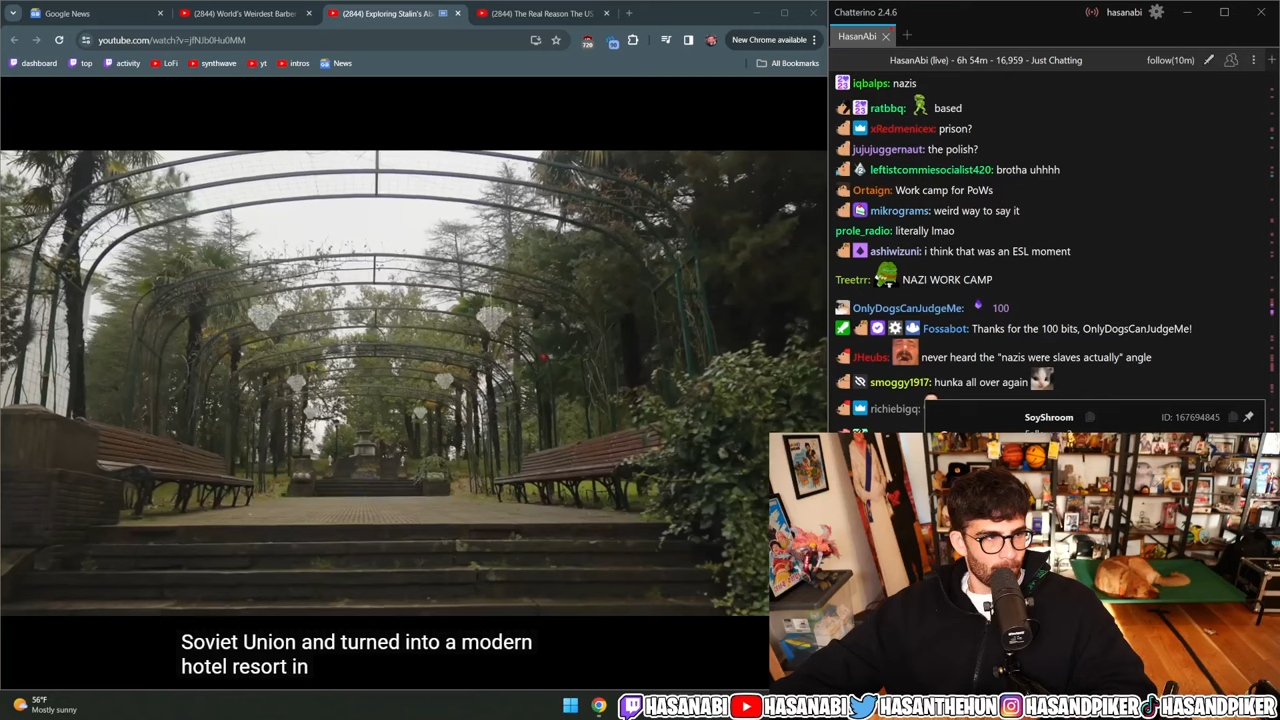 Google News
(2844) World's Weirdest Barbe
(2844) Exploring Stalin's Ab
(2844) The Real Reason The US
youtube.com/watch?v=jfNJb0Hu0MM
720
New Chrome available
dashboard
top
activity
LoFi
synthwave
yt
intros
News
All Bookmarks
Soviet Union and turned into a modern
hotel resort in
56°F
Mostly sunny
Chatterino 2.4.6
hasanabi
HasanAbi
HasanAbi (live) - 6h 54m - 16,959 - Just Chatting
follow(10m)
iqbalps: nazis
ratbbq: based
xRedmenicex: prison?
jujujuggernaut: the polish?
leftistcommiesocialist420: brotha uhhhh
Ortaign: Work camp for PoWs
mikrograms: weird way to say it
prole_radio: literally lmao
ashiwizuni: i think that was an ESL moment
Treetrr: NAZI WORK CAMP
OnlyDogsCanJudgeMe: 100
Fossabot: Thanks for the 100 bits, OnlyDogsCanJudgeMe!
JHeubs: never heard the "nazis were slaves actually" angle
smoggy1917: hunka all over again
richiebigq:
SoyShroom
ID: 167694845
HASANABI
HASANABI
HASANTHEHUN
HASANDPIKER
HASANDPIKER